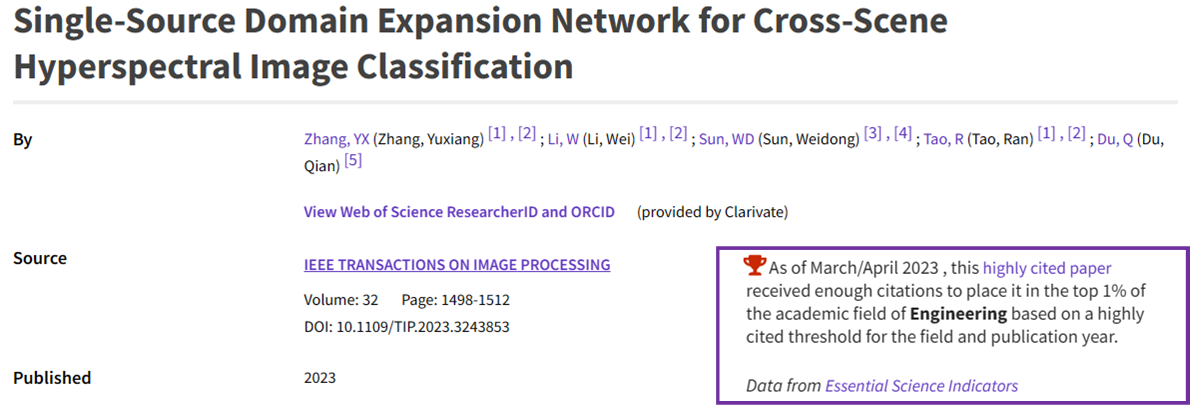 Single-Source Domain Expansion Network for Cross-Scene
Hyperspectral Image Classification
By
Zhang, YX (Zhang, Yuxiang) [1] , [2] ; Li, W (Li, Wei) [1] , [2] ; Sun, WD (Sun, Weidong) [3] , [4] ; Tao, R (Tao, Ran) [1] , [2] ; Du, Q (Du,
Qian) [5]
View Web of Science ResearcherID and ORCID (provided by Clarivate)
Source
IEEE TRANSACTIONS ON IMAGE PROCESSING
Volume: 32 Page: 1498-1512
DOI: 10.1109/TIP.2023.3243853
Published
2023
As of March/April 2023 , this highly cited paper
received enough citations to place it in the top 1% of
the academic field of Engineering based on a highly
cited threshold for the field and publication year.
Data from Essential Science Indicators